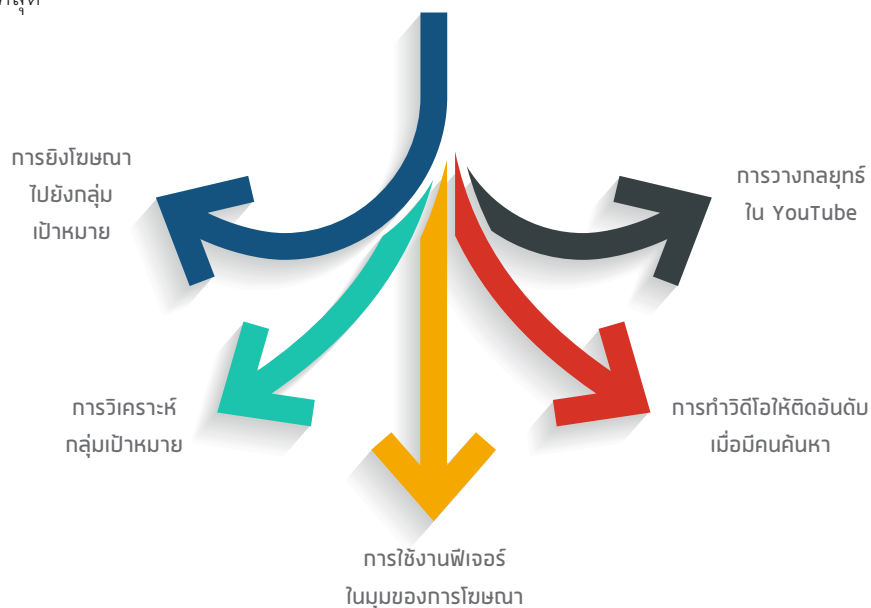 การยิงโฆษณา
ไปยังกลุ่ม
เป้าหมาย
การวางกลยุทธ์
ใน YouTube
การวิเคราะห์
กลุ่มเป้าหมาย
การทำวิดีโอให้ติดอันดับ
เมื่อมีคนค้นหา
การใช้งานฟีเจอร์
ในมุมของการโฆษณา